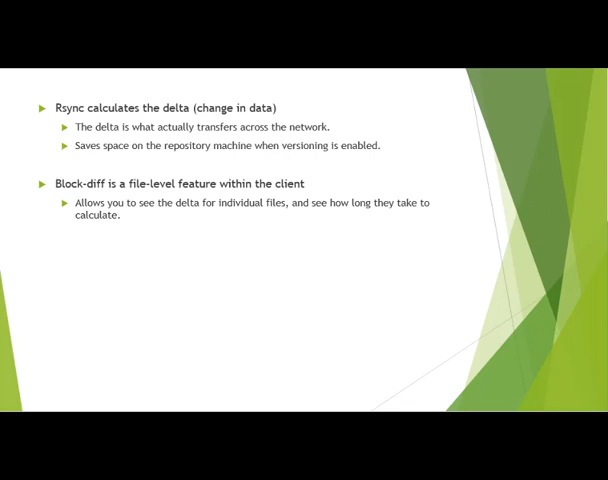 Rsync calculates the delta (change in data)
The delta is what actually transfers across the network.
Saves space on the repository machine when versioning is enabled.
Block-diff is a file-level feature within the client
Allows you to see the delta for individual files, and see how long they take to
calculate.